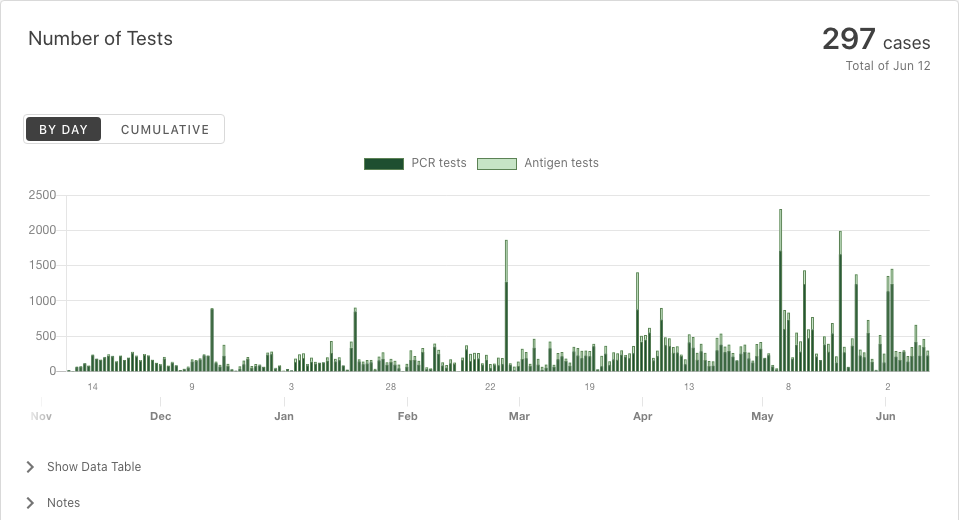 Number of Tests
297 cases
Total of Jun 12
BY DAY CUMULATIVE
PCR tests Antigen tests
2500
2000
1500
1000
500
0
14 9 3 28 22 19 13 8 2
Nov Dec Jan Feb Mar Apr May Jun
Show Data Table
Notes